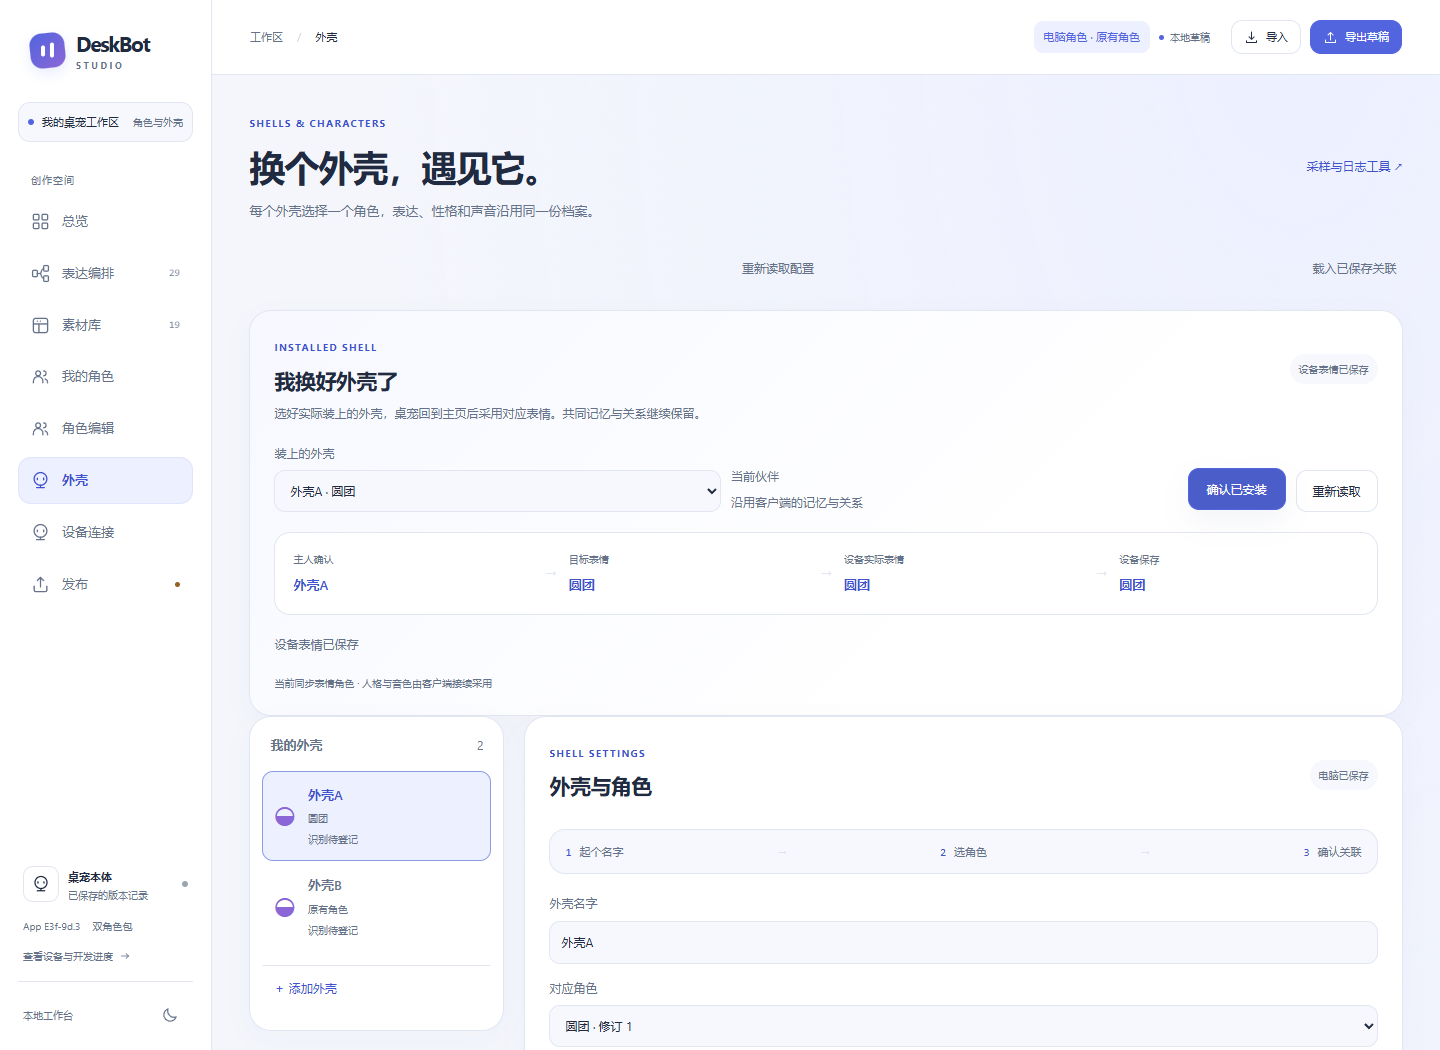 DeskBot
STUDIO
我的桌宠工作区 角色与外壳
创作空间
总览
表达编排 29
素材库 19
我的角色
角色编辑
外壳
设备连接
发布
桌宠本体
已保存的版本记录
App E3f-9d.3 双角色包
查看设备与开发进度 →
本地工作台
工作区 / 外壳
电脑角色 · 原有角色
本地草稿
导入
导出草稿
SHELLS & CHARACTERS
换个外壳，遇见它。
每个外壳选择一个角色，表达、性格和声音沿用同一份档案。
采样与日志工具 ↗
重新读取配置
载入已保存关联
INSTALLED SHELL
我换好外壳了
选好实际装上的外壳，桌宠回到主页后采用对应表情。共同记忆与关系继续保留。
设备表情已保存
装上的外壳
外壳A · 圆团
当前伙伴
沿用客户端的记忆与关系
确认已安装
重新读取
主人确认
外壳A
→
目标表情
圆团
→
设备实际表情
圆团
→
设备保存
圆团
设备表情已保存
当前同步表情角色 · 人格与音色由客户端接续采用
我的外壳 2
外壳A
圆团
识别待登记
外壳B
原有角色
识别待登记
+ 添加外壳
SHELL SETTINGS
外壳与角色
电脑已保存
1 起个名字 → 2 选角色 → 3 确认关联
外壳名字
外壳A
对应角色
圆团 · 修订 1